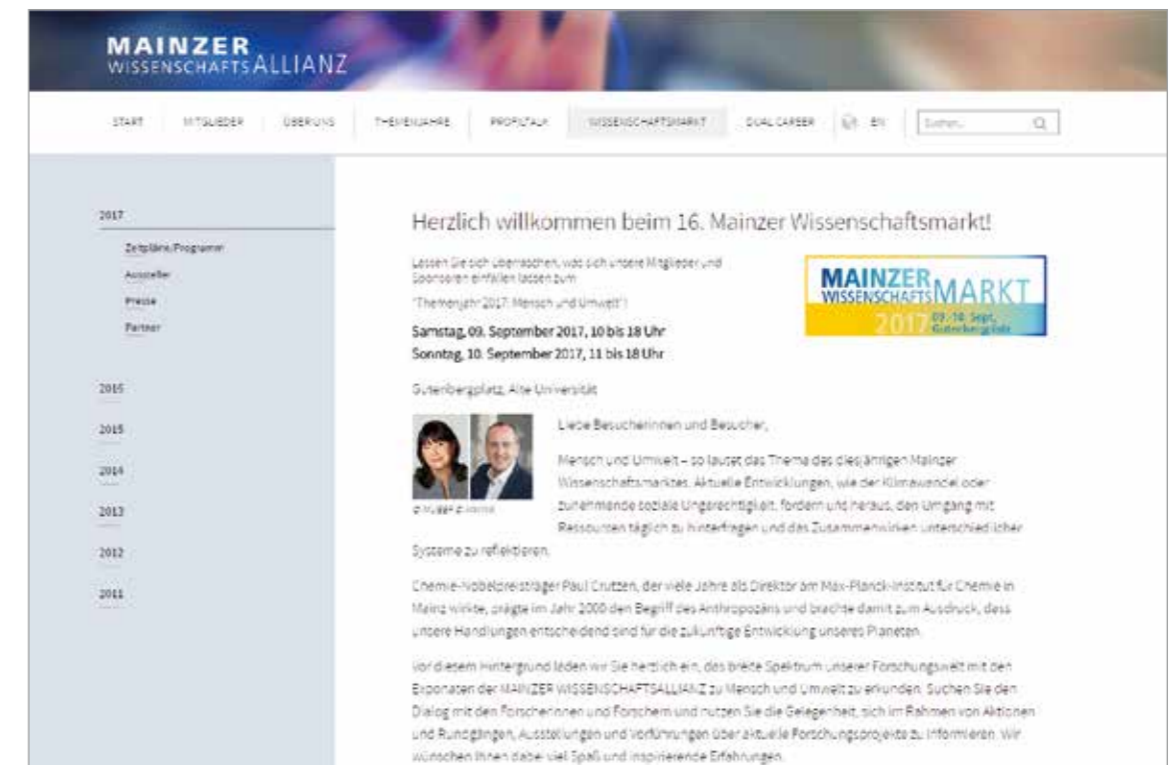 MAINZER
WISSENSCHAFTSALLIANZ
START
MITGLIEDER
ÜBER UNS
THEMENJAHRE
PROFILTALK
WISSENSCHAFTSMARKT
DUAL CAREER
EN
Suchen...
2017
Zeitpläne/Programm
Aussteller
Presse
Partner
2016
2015
2014
2013
2012
2011
Herzlich willkommen beim 16. Mainzer Wissenschaftsmarkt!
Lassen Sie sich überraschen, was sich unsere Mitglieder und
Sponsoren einfallen lassen zum
"Themenjahr 2017: Mensch und Umwelt"!
Samstag, 09. September 2017, 10 bis 18 Uhr
Sonntag, 10. September 2017, 11 bis 18 Uhr
MAINZER
WISSENSCHAFTSMARKT
2017 09.-10. Sept,
Gutenbergplatz
Gutenbergplatz, Alte Universität
Liebe Besucherinnen und Besucher,
Mensch und Umwelt – so lautet das Thema des diesjährigen Mainzer
Wissenschaftsmarktes. Aktuelle Entwicklungen, wie der Klimawandel oder
zunehmende soziale Ungerechtigkeit, fordern uns heraus, den Umgang mit
Ressourcen täglich zu hinterfragen und das Zusammenwirken unterschiedlicher
Systeme zu reflektieren.
Chemie-Nobelpreisträger Paul Crutzen, der viele Jahre als Direktor am Max-Planck-Institut für Chemie in
Mainz wirkte, prägte im Jahr 2000 den Begriff des Anthropozäns und brachte damit zum Ausdruck, dass
unsere Handlungen entscheidend sind für die zukünftige Entwicklung unseres Planeten.
Vor diesem Hintergrund laden wir Sie herzlich ein, das breite Spektrum unserer Forschungswelt mit den
Exponaten der MAINZER WISSENSCHAFTSALLIANZ zu Mensch und Umwelt zu erkunden. Suchen Sie den
Dialog mit den Forscherinnen und Forschern und nutzen Sie die Gelegenheit, sich im Rahmen von Aktionen
und Rundgängen, Ausstellungen und Vorführungen über aktuelle Forschungsprojekte zu informieren. Wir
wünschen Ihnen dabei viel Spaß und inspirierende Erfahrungen.